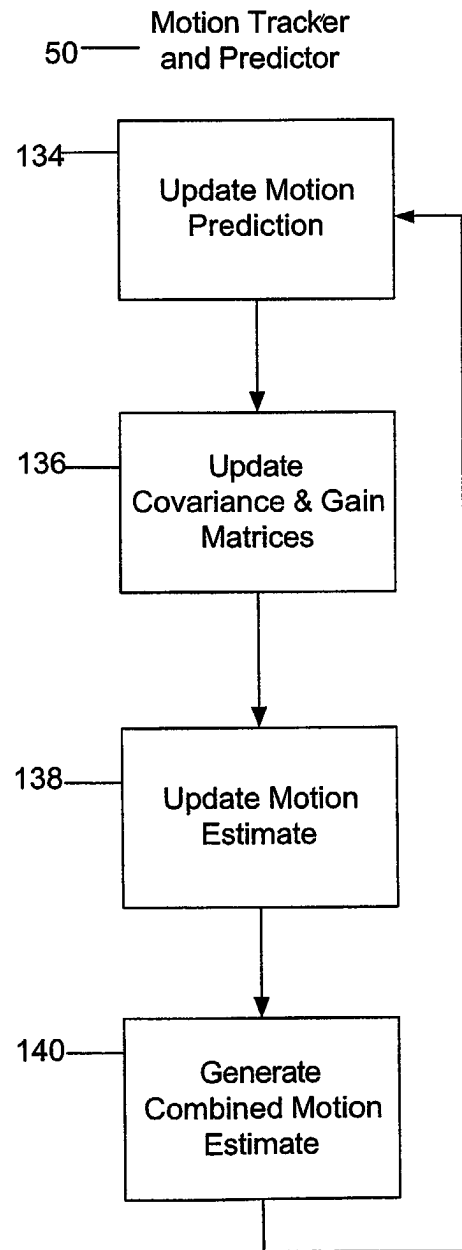 Motion Tracker
50 and Predictor
134
Update Motion
Prediction
136
Update
Covariance & Gain
Matrices
138
Update Motion
Estimate
140
Generate
Combined Motion
Estimate